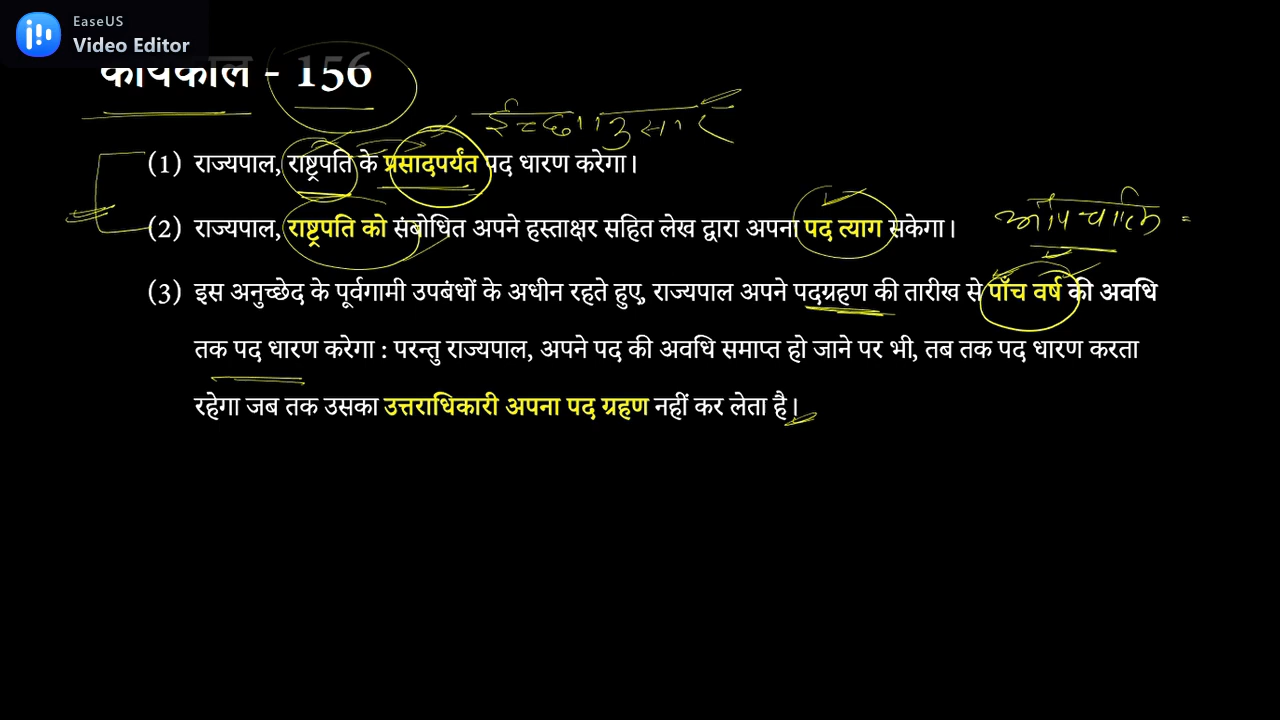 EaseUS
Video Editor
कार्यकाल - 156
इच्छानुसार
(1) राज्यपाल, राष्ट्रपति के प्रसादपर्यंत पद धारण करेगा।
(2) राज्यपाल, राष्ट्रपति को संबोधित अपने हस्ताक्षर सहित लेख द्वारा अपना पद त्याग सकेगा।
(3) इस अनुच्छेद के पूर्वगामी उपबंधों के अधीन रहते हुए, राज्यपाल अपने पदग्रहण की तारीख से पाँच वर्ष की अवधि
तक पद धारण करेगा : परन्तु राज्यपाल, अपने पद की अवधि समाप्त हो जाने पर भी, तब तक पद धारण करता
रहेगा जब तक उसका उत्तराधिकारी अपना पद ग्रहण नहीं कर लेता है।